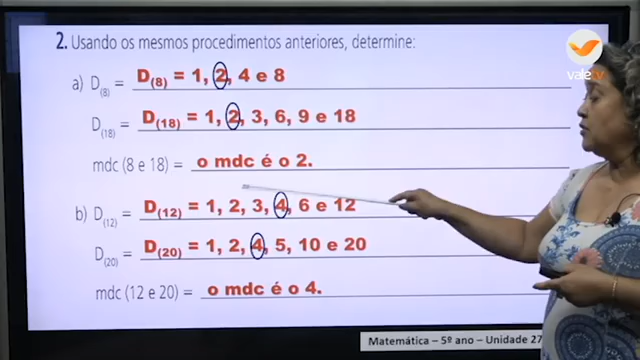 vale tv
2. Usando os mesmos procedimentos anteriores, determine:
a) D(8) = D(8) = 1, 2, 4 e 8
D(18) = D(18) = 1, 2, 3, 6, 9 e 18
mdc (8 e 18) = o mdc é o 2.
b) D(12) = D(12) = 1, 2, 3, 4, 6 e 12
D(20) = D(20) = 1, 2, 4, 5, 10 e 20
mdc (12 e 20) = o mdc é o 4.
Matemática – 5º ano – Unidade 27